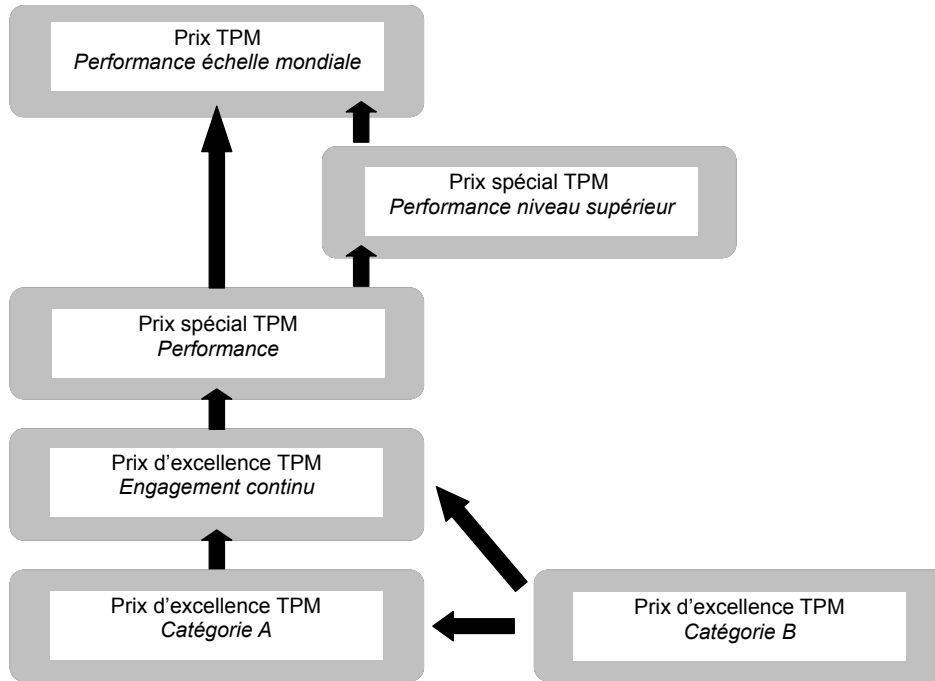 Prix TPM
Performance échelle mondiale
Prix spécial TPM
Performance niveau supérieur
Prix spécial TPM
Performance
Prix d’excellence TPM
Engagement continu
Prix d’excellence TPM
Catégorie A
Prix d’excellence TPM
Catégorie B